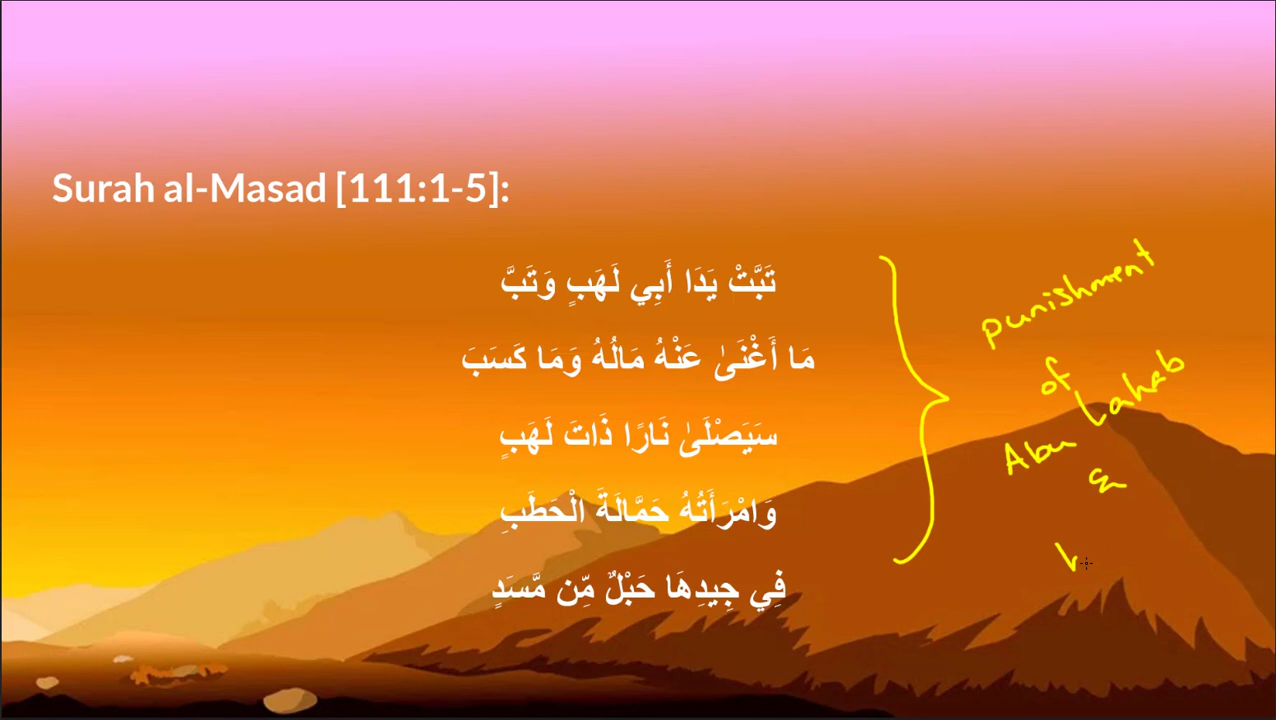 Surah al-Masad [111:1-5]:
تَبَّتْ يَدَا أَبِي لَهَبٍ وَتَبَّ
مَا أَغْنَىٰ عَنْهُ مَالُهُ وَمَا كَسَبَ
سَيَصْلَىٰ نَارًا ذَاتَ لَهَبٍ
وَامْرَأَتُهُ حَمَّالَةَ الْحَطَبِ
فِي جِيدِهَا حَبْلٌ مِّن مَّسَدٍ
punishment
of
Abu Lahab
&